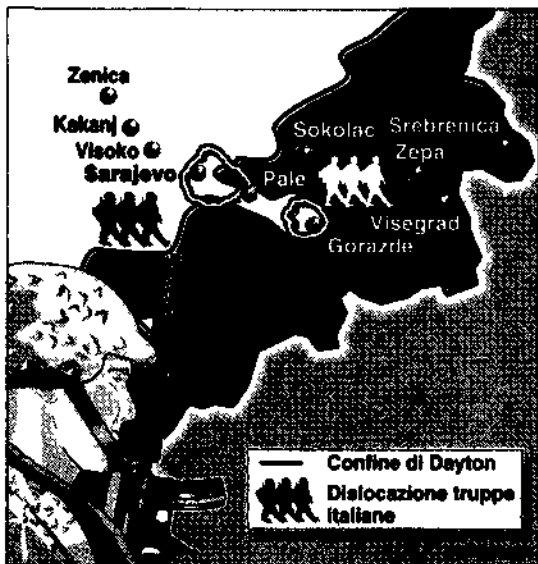 Zenica
Kakanj
Visoko
Sarajevo
Pale
Sokolac
Srebrenica
Zepa
Visegrad
Gorazde
Confine di Dayton
Dislocazione truppe
italiane